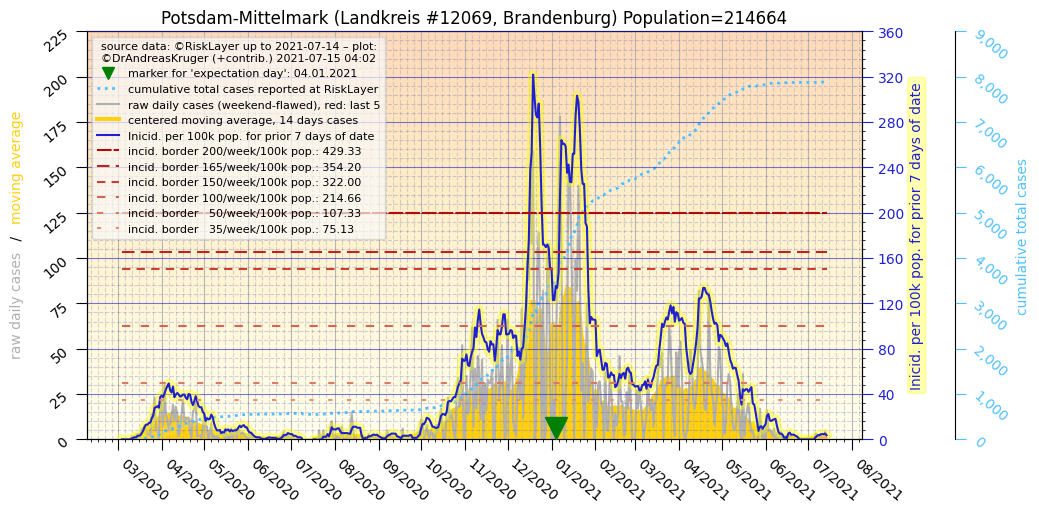 Potsdam-Mittelmark (Landkreis #12069, Brandenburg) Population=214664
source data: ©RiskLayer up to 2021-07-14 – plot:
©DrAndreasKruger (+contrib.) 2021-07-15 04:02
marker for 'expectation day': 04.01.2021
cumulative total cases reported at RiskLayer
raw daily cases (weekend-flawed), red: last 5
centered moving average, 14 days cases
Inicid. per 100k pop. for prior 7 days of date
incid. border 200/week/100k pop.: 429.33
incid. border 165/week/100k pop.: 354.20
incid. border 150/week/100k pop.: 322.00
incid. border 100/week/100k pop.: 214.66
incid. border 50/week/100k pop.: 107.33
incid. border 35/week/100k pop.: 75.13
raw daily cases / moving average
225
200
175
150
125
100
75
50
25
0
360
320
280
240
200
160
120
80
40
0
Inicid. per 100k pop. for prior 7 days of date
9,000
8,000
7,000
6,000
5,000
4,000
3,000
2,000
1,000
0
cumulative total cases
03/2020
04/2020
05/2020
06/2020
07/2020
08/2020
09/2020
10/2020
11/2020
12/2020
01/2021
02/2021
03/2021
04/2021
05/2021
06/2021
07/2021
08/2021